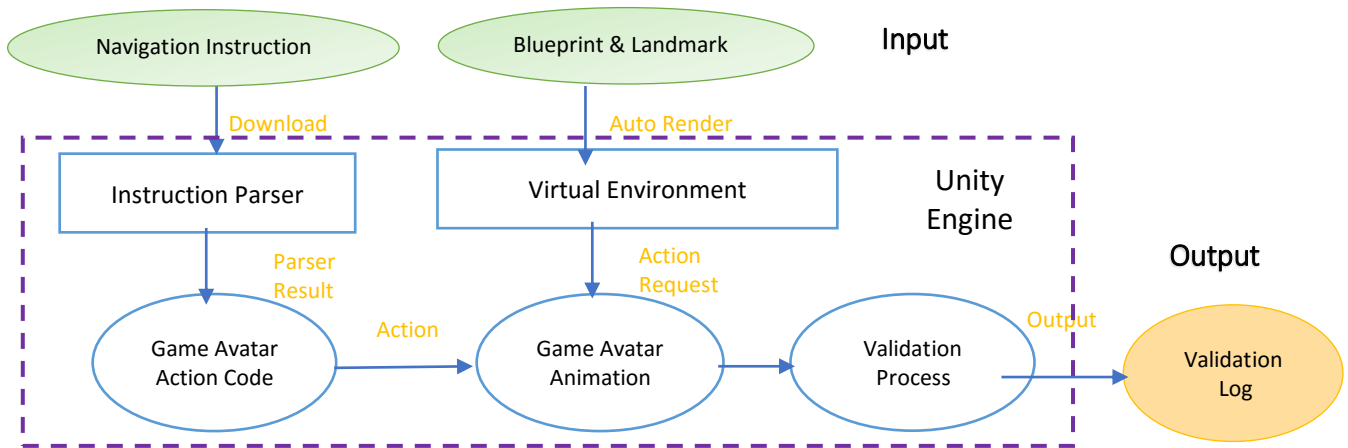 Navigation Instruction
Blueprint & Landmark
Input
Download
Auto Render
Instruction Parser
Virtual Environment
Unity
Engine
Parser
Result
Action
Request
Output
Action
Output
Game Avatar
Action Code
Game Avatar
Animation
Validation
Process
Validation
Log